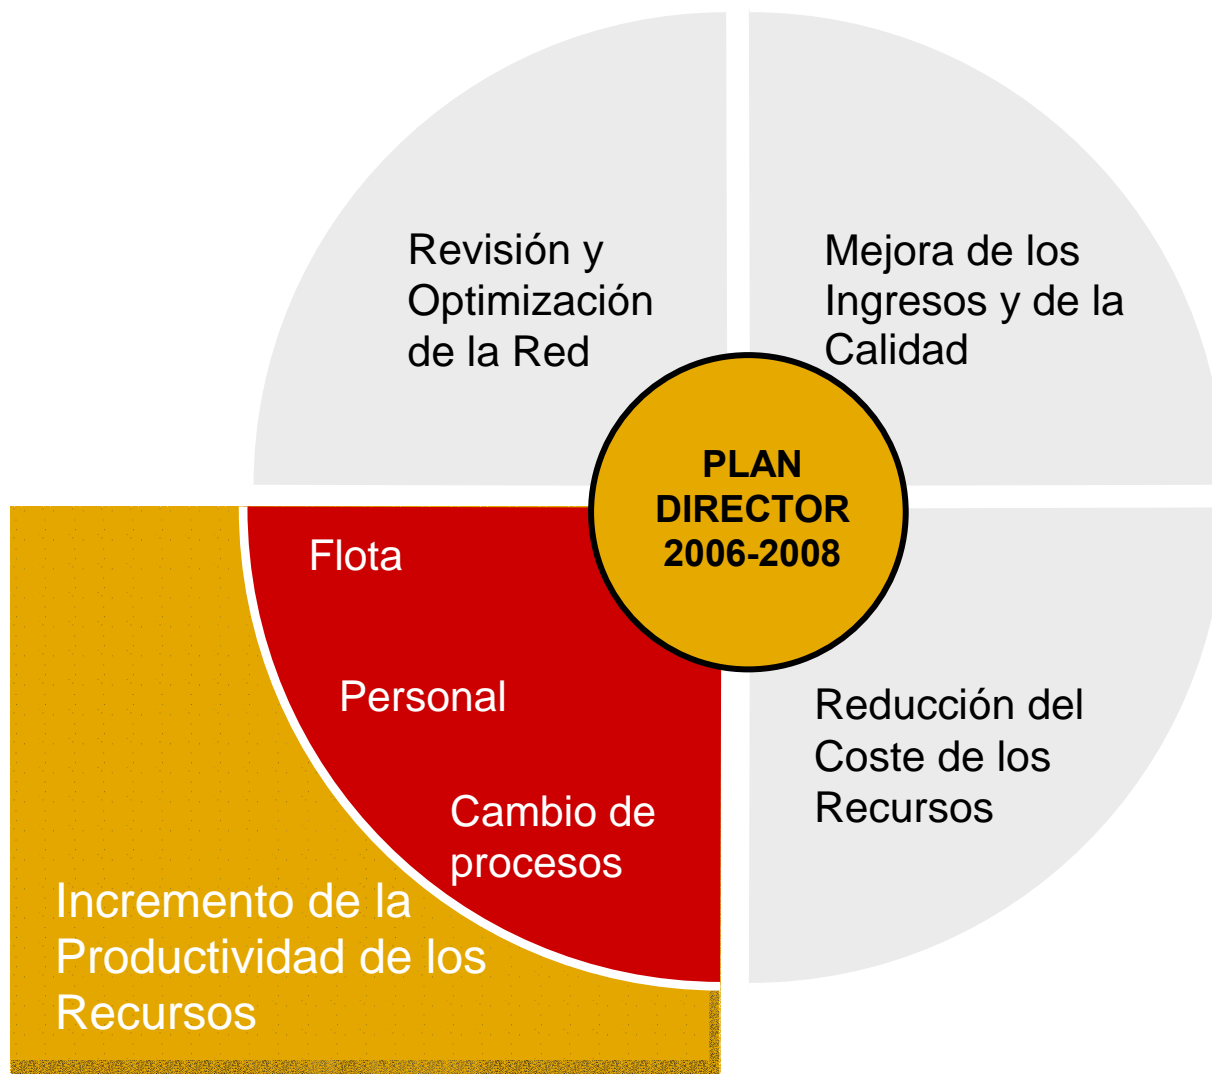 Revisión y
Optimización
de la Red
Mejora de los
Ingresos y de la
Calidad
PLAN
DIRECTOR
2006-2008
Flota
Personal
Cambio de
procesos
Incremento de la
Productividad de los
Recursos
Reducción del
Coste de los
Recursos